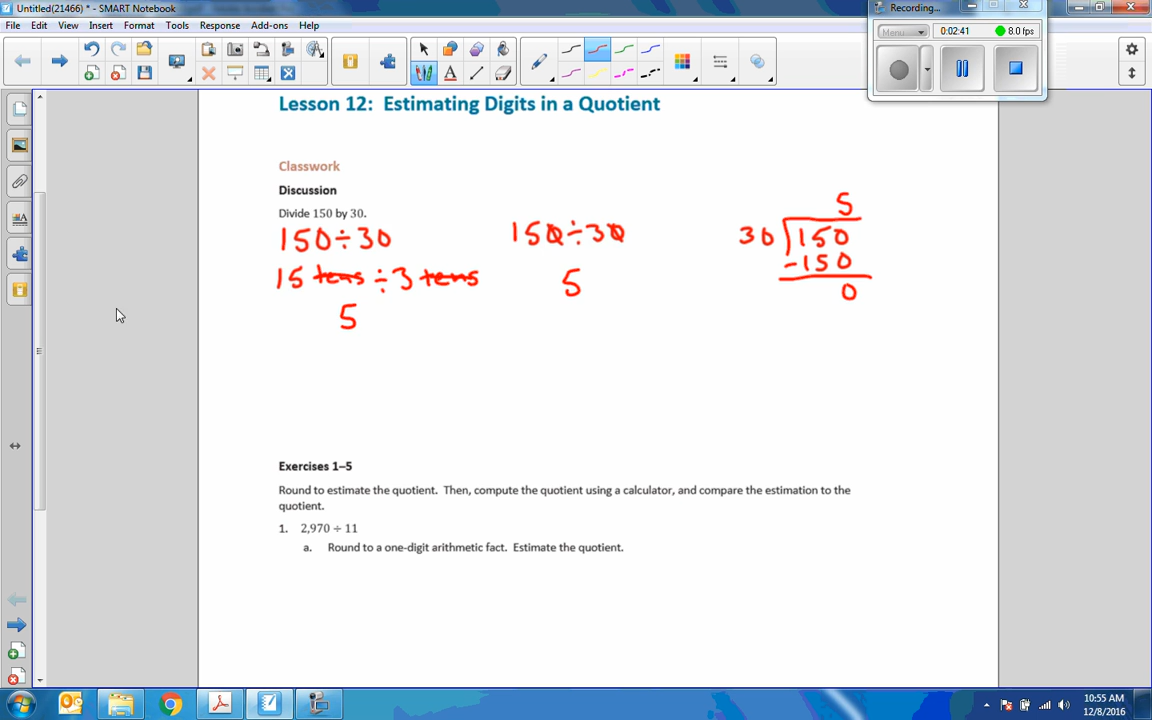 Untitled(21466) * - SMART Notebook
File Edit View Insert Format Tools Response Add-ons Help
Recording...
Menu 0:02:41 8.0 fps
Lesson 12: Estimating Digits in a Quotient
Classwork
Discussion
Divide 150 by 30.
150÷30
15 tens ÷ 3 tens
5
150÷30
5
5
30 150
-150
0
Exercises 1–5
Round to estimate the quotient. Then, compute the quotient using a calculator, and compare the estimation to the
quotient.
1. 2,970 ÷ 11
a. Round to a one-digit arithmetic fact. Estimate the quotient.
10:55 AM
12/8/2016